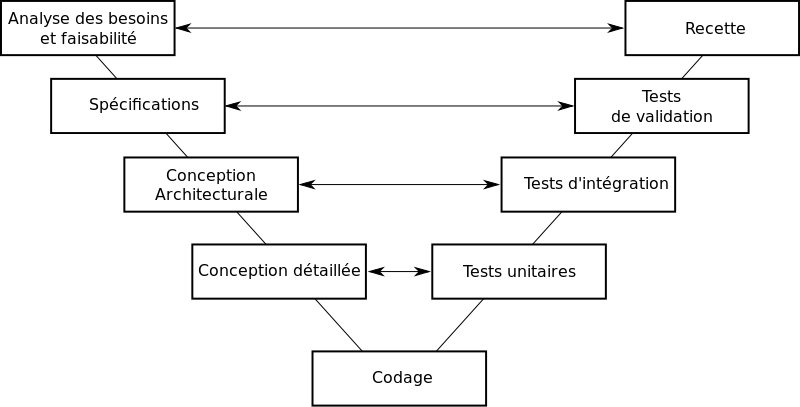 Analyse des besoins
et faisabilité
Recette
Spécifications
Tests
de validation
Conception
Architecturale
Tests d'intégration
Conception détaillée
Tests unitaires
Codage